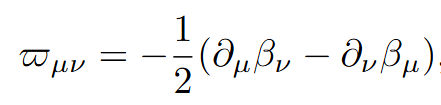 ϖ_{μν} = −\frac{1}{2}(∂_μβ_ν − ∂_νβ_μ),